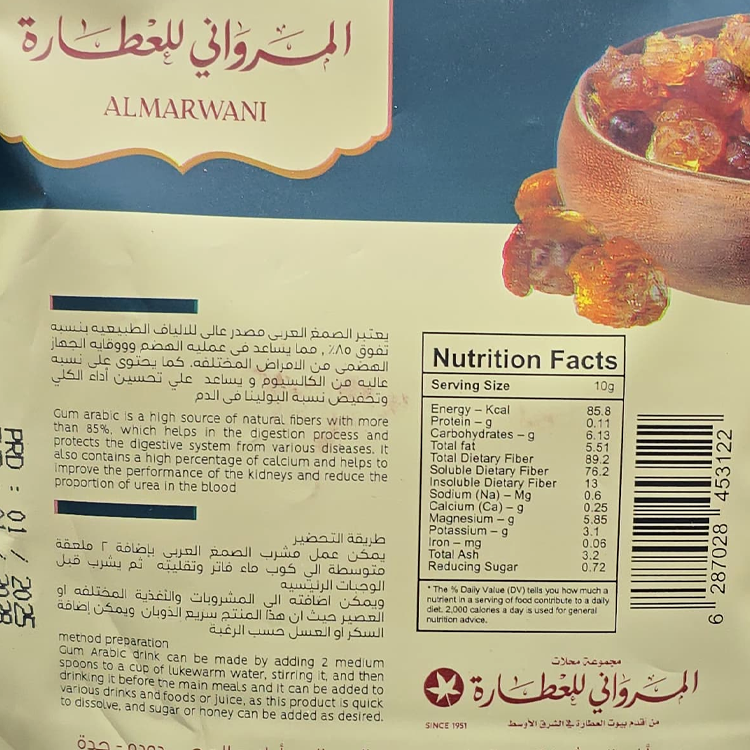 المرواني للعطارة
ALMARWANI
يعتبر الصمغ العربي مصدر عالي للالياف الطبيعيه بنسبه
تفوق ٨٥٪ , مما يساعد في عمليه الهضم وووقايه الجهاز
الهضمي من الامراض المختلفه. كما يحتوي على نسبه
عاليه من الكالسيوم و يساعد علي تحسين أداء الكلي
وتخفيض نسبة البولينا في الدم
Gum arabic is a high source of natural fibers with more
than 85%, which helps in the digestion process and
protects the digestive system from various diseases. It
also contains a high percentage of calcium and helps to
improve the performance of the kidneys and reduce the
proportion of urea in the blood
طريقة التحضير
يمكن عمل مشرب الصمغ العربي بإضافة ٢ ملعقة
متوسطة الي كوب ماء فاتر وتقليبته ثم يشرب قبل
الوجبات الرئيسيه
ويمكن اضافته الي المشروبات والأغذية المختلفه او
العصير حيث ان هذا المنتج سريع الذوبان ويمكن إضافة
السكر او العسل حسب الرغبة
method preparation
Gum Arabic drink can be made by adding 2 medium
spoons to a cup of lukewarm water, stirring it, and then
drinking it before the main meals and it can be added to
various drinks and foods or juice, as this product is quick
to dissolve, and sugar or honey can be added as desired.
Nutrition Facts
Serving Size 10g
Energy – Kcal 85.8
Protein – g 0.11
Carbohydrates – g 6.13
Total fat 5.51
Total Dietary Fiber 89.2
Soluble Dietary Fiber 76.2
Insoluble Dietary Fiber 13
Sodium (Na) – Mg 0.6
Calcium (Ca) – g 0.25
Magnesium – g 5.85
Potassium – g 3.1
Iron – mg 0.06
Total Ash 3.2
Reducing Sugar 0.72
* The % Daily Value (DV) tells you how much a
nutrient in a serving of food contribute to a daily
diet. 2,000 calories a day is used for general
nutrition advice.
6 287028 453122
مجموعة محلات
المرواني للعطارة
من أقدم بيوت العطارة في الشرق الأوسط
SINCE 1951
PRD : 01 / 2025